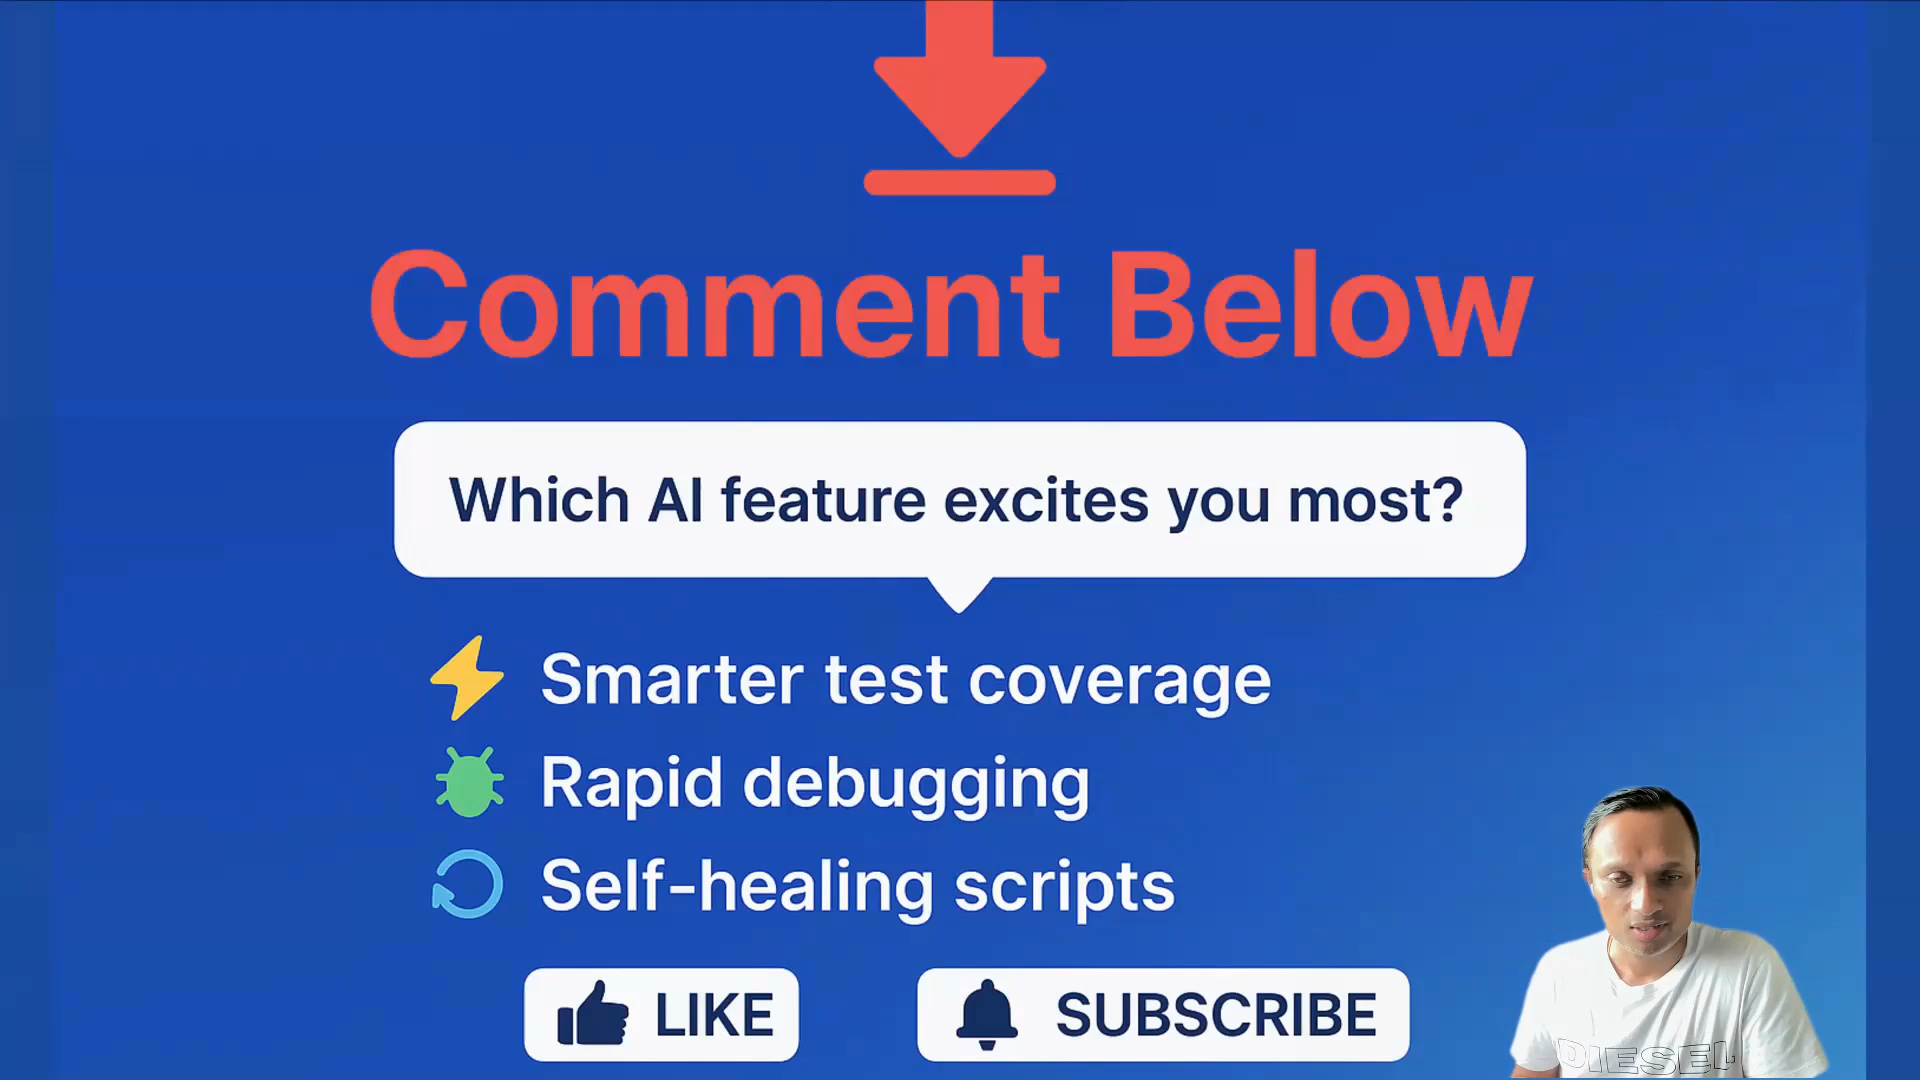 Comment Below
Which AI feature excites you most?
Smarter test coverage
Rapid debugging
Self-healing scripts
LIKE
SUBSCRIBE
DIESEL